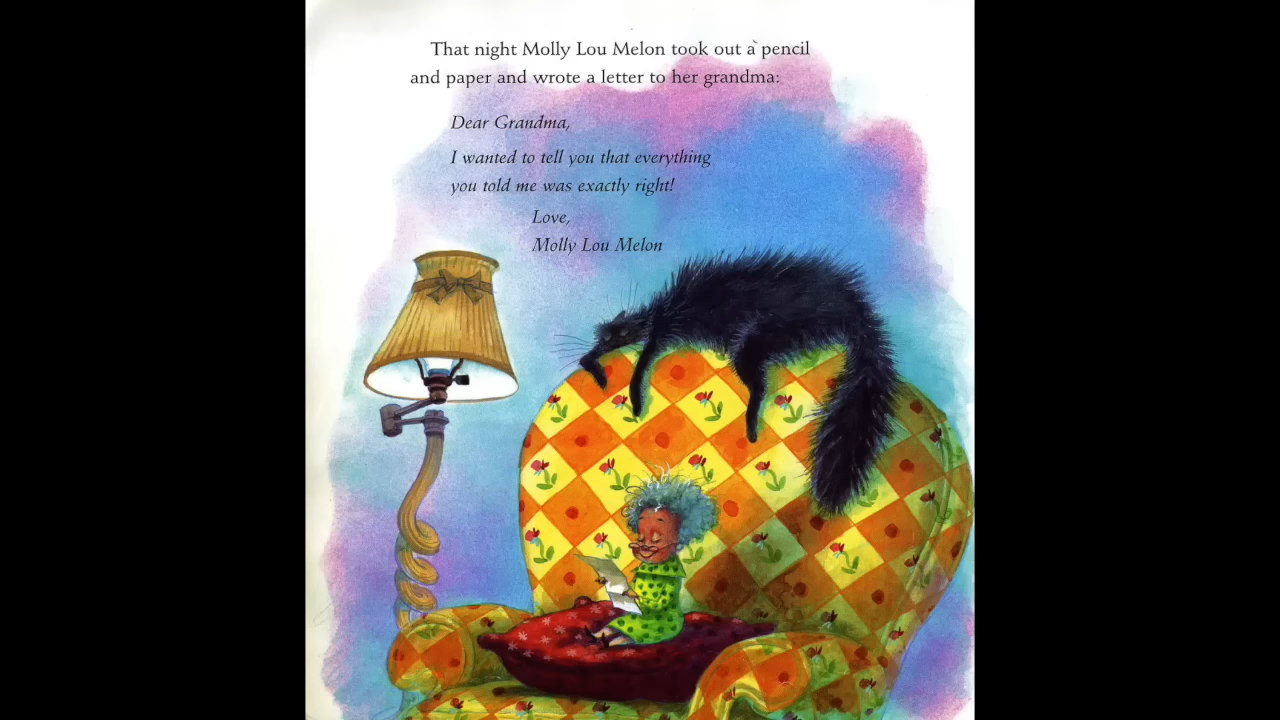 That night Molly Lou Melon took out a pencil
and paper and wrote a letter to her grandma:
Dear Grandma,
I wanted to tell you that everything
you told me was exactly right!
Love,
Molly Lou Melon